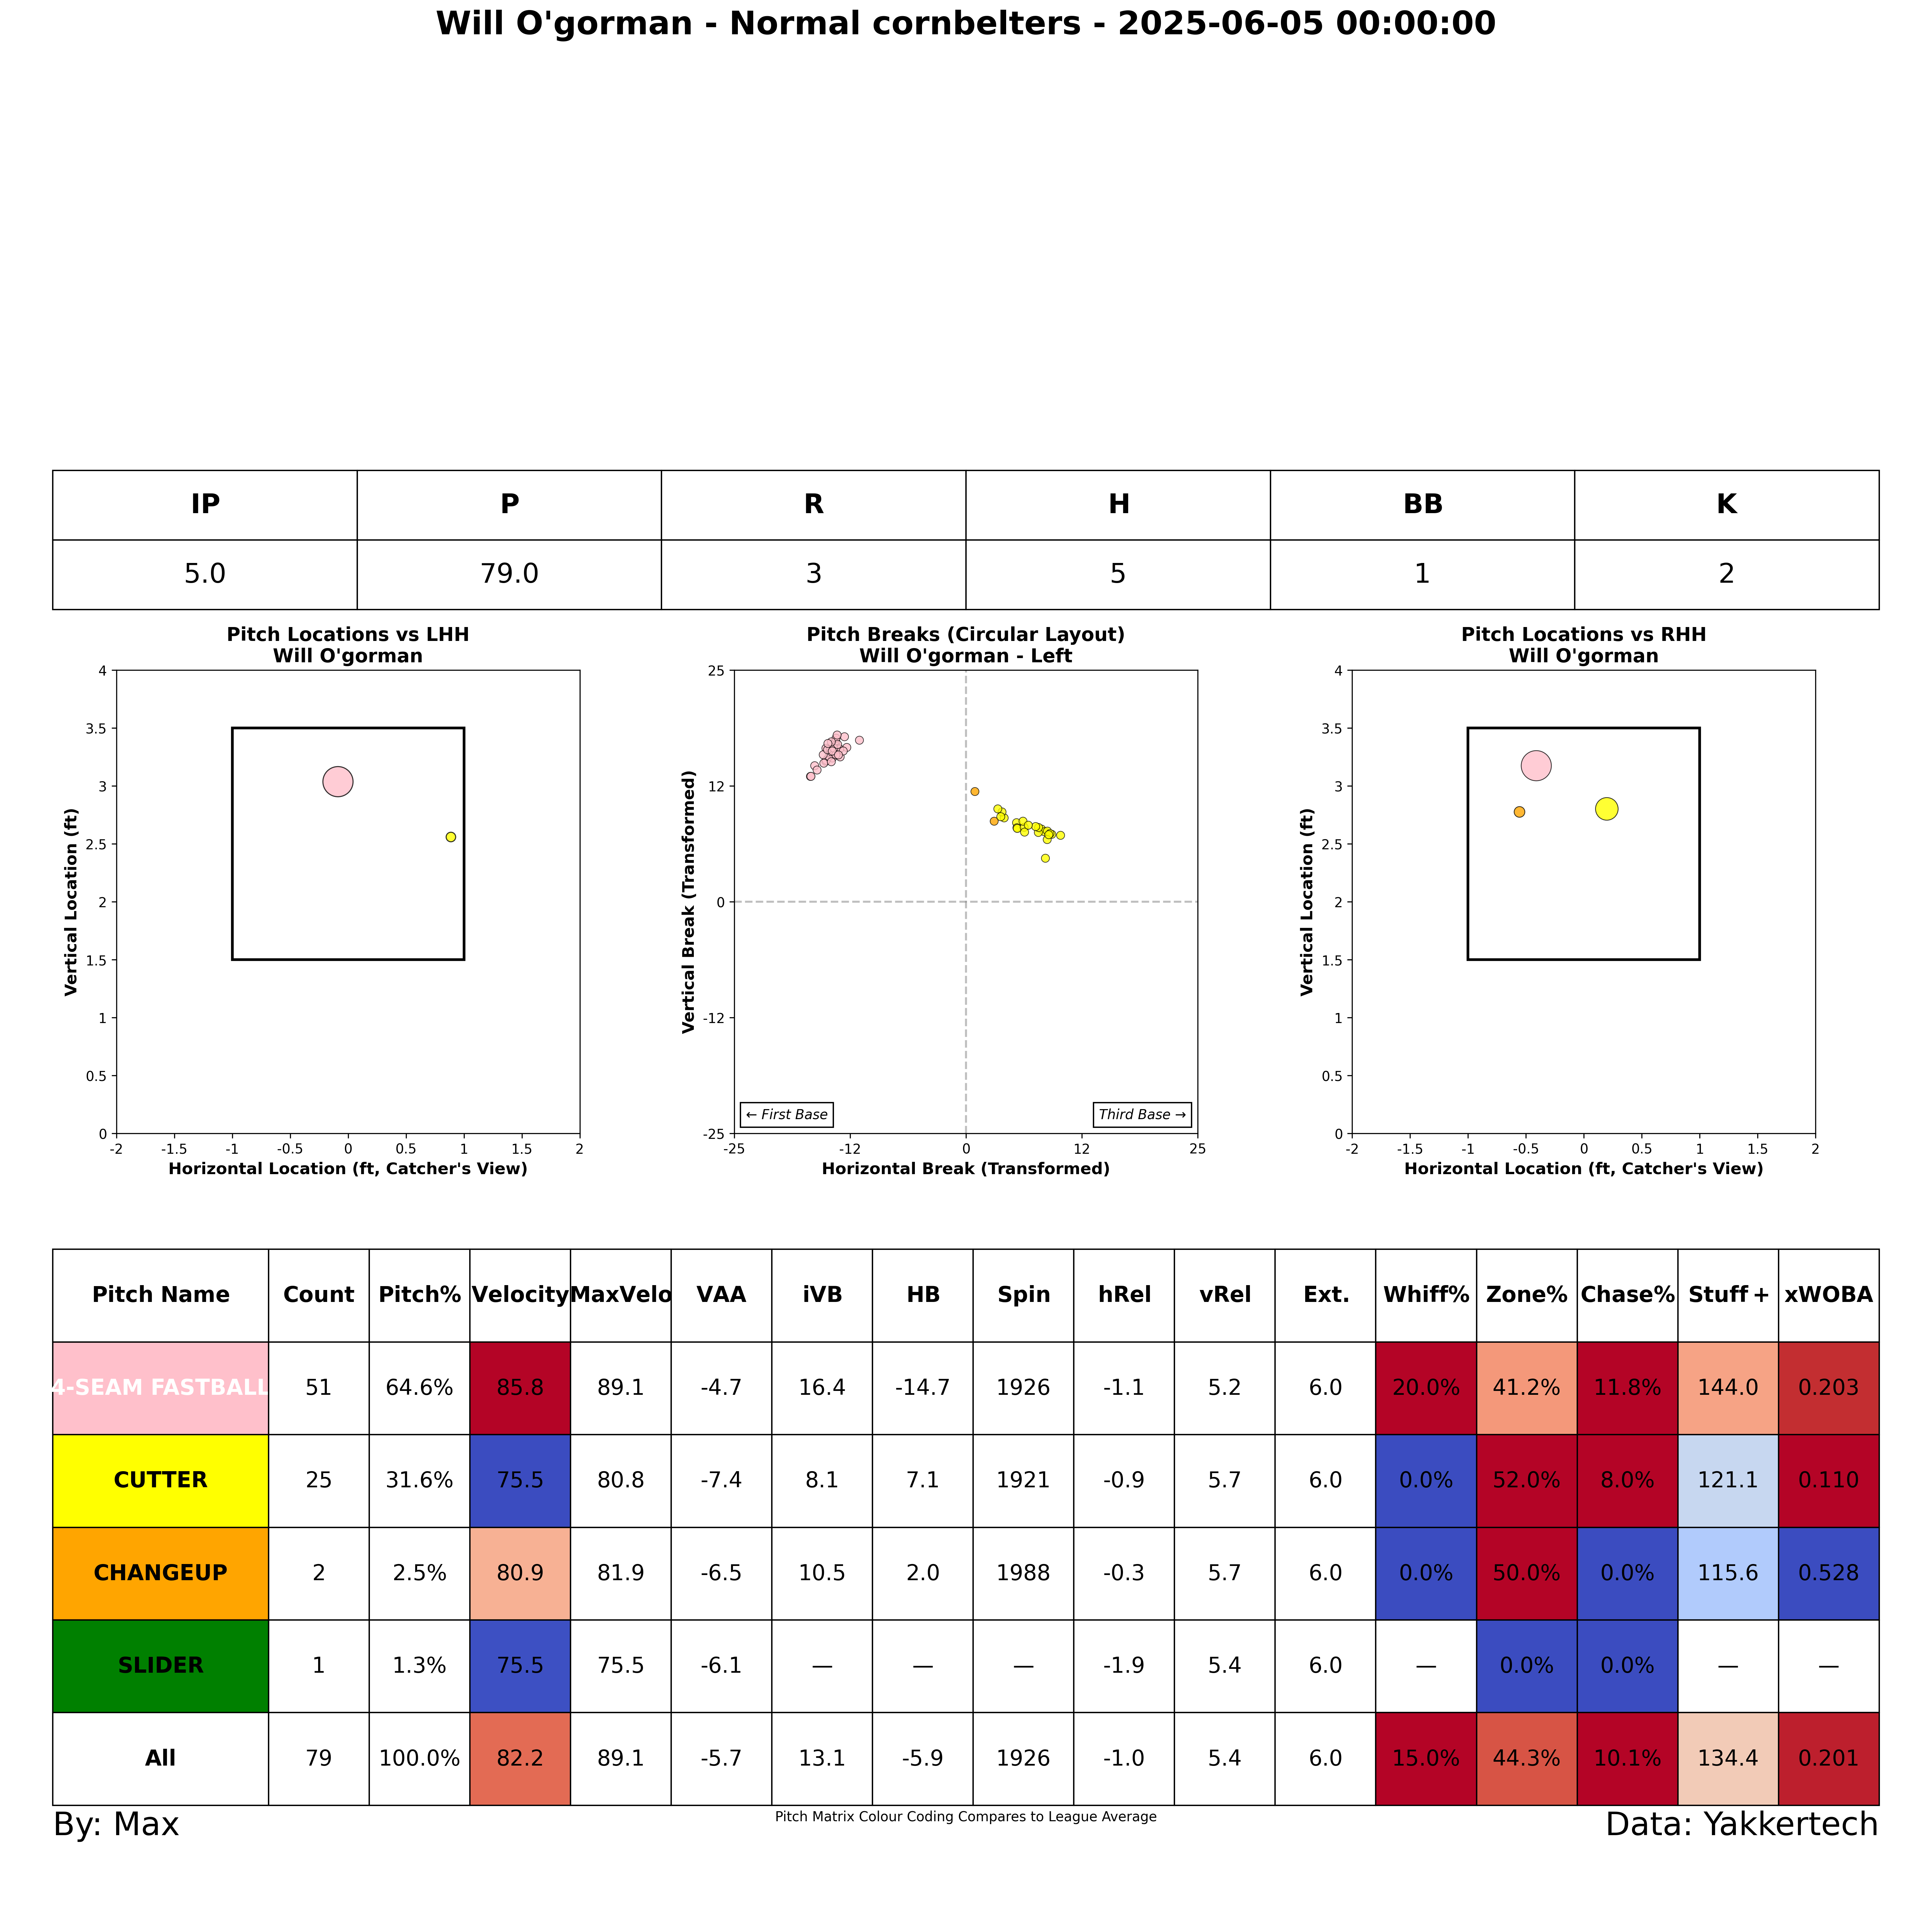 Will O'gorman - Normal cornbelters - 2025-06-05 00:00:00
IP P R H BB K
5.0 79.0 3 5 1 2
Pitch Locations vs LHH
Will O'gorman
4
3.5
3
2.5
2
1.5
1
0.5
0
-2 -1.5 -1 -0.5 0 0.5 1 1.5 2
Vertical Location (ft)
Horizontal Location (ft, Catcher's View)
Pitch Breaks (Circular Layout)
Will O'gorman - Left
25
12
0
-12
-25
-25 -12 0 12 25
Vertical Break (Transformed)
← First Base
Third Base →
Horizontal Break (Transformed)
Pitch Locations vs RHH
Will O'gorman
4
3.5
3
2.5
2
1.5
1
0.5
0
-2 -1.5 -1 -0.5 0 0.5 1 1.5 2
Vertical Location (ft)
Horizontal Location (ft, Catcher's View)
Pitch Name Count Pitch% Velocity MaxVelo VAA iVB HB Spin hRel vRel Ext. Whiff% Zone% Chase% Stuff+ xWOBA
4-SEAM FASTBALL 51 64.6% 85.8 89.1 -4.7 16.4 -14.7 1926 -1.1 5.2 6.0 20.0% 41.2% 11.8% 144.0 0.203
CUTTER 25 31.6% 75.5 80.8 -7.4 8.1 7.1 1921 -0.9 5.7 6.0 0.0% 52.0% 8.0% 121.1 0.110
CHANGEUP 2 2.5% 80.9 81.9 -6.5 10.5 2.0 1988 -0.3 5.7 6.0 0.0% 50.0% 0.0% 115.6 0.528
SLIDER 1 1.3% 75.5 75.5 -6.1 — — — -1.9 5.4 6.0 — 0.0% 0.0% — —
All 79 100.0% 82.2 89.1 -5.7 13.1 -5.9 1926 -1.0 5.4 6.0 15.0% 44.3% 10.1% 134.4 0.201
By: Max
Pitch Matrix Colour Coding Compares to League Average
Data: Yakkertech